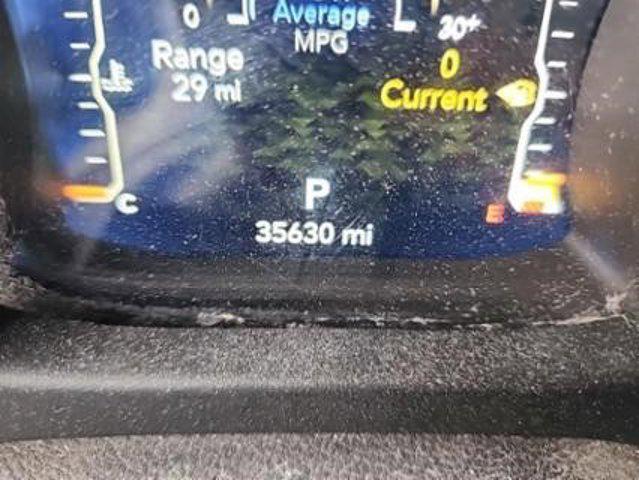 0
Average
20+
MPG
Range
29 mi
0
Current
C
P
E
35630 mi